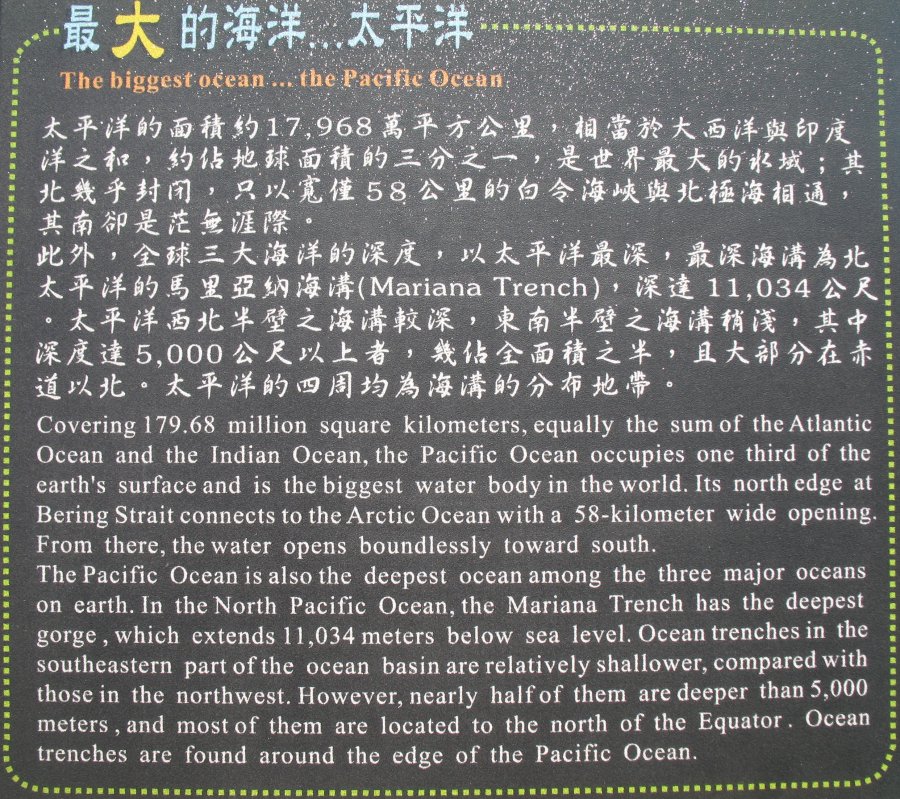 最大的海洋...太平洋
The biggest ocean ... the Pacific Ocean
太平洋的面積約17,968萬平方公里，相當於大西洋與印度
洋之和，約佔地球面積的三分之一，是世界最大的水域；其
北幾乎封閉，只以寬僅58公里的白令海峽與北極海相通，
其南卻是茫無涯際。
此外，全球三大海洋的深度，以太平洋最深，最深海溝為北
太平洋的馬里亞納海溝(Mariana Trench)，深達11,034公尺
。太平洋西北半壁之海溝較深，東南半壁之海溝稍淺，其中
深度達5,000公尺以上者，幾佔全面積之半，且大部分在赤
道以北。太平洋的四周均為海溝的分布地帶。
Covering 179.68 million square kilometers, equally the sum of the Atlantic
Ocean and the Indian Ocean, the Pacific Ocean occupies one third of the
earth's surface and is the biggest water body in the world. Its north edge at
Bering Strait connects to the Arctic Ocean with a 58-kilometer wide opening.
From there, the water opens boundlessly toward south.
The Pacific Ocean is also the deepest ocean among the three major oceans
on earth. In the North Pacific Ocean, the Mariana Trench has the deepest
gorge , which extends 11,034 meters below sea level. Ocean trenches in the
southeastern part of the ocean basin are relatively shallower, compared with
those in the northwest. However, nearly half of them are deeper than 5,000
meters , and most of them are located to the north of the Equator . Ocean
trenches are found around the edge of the Pacific Ocean.